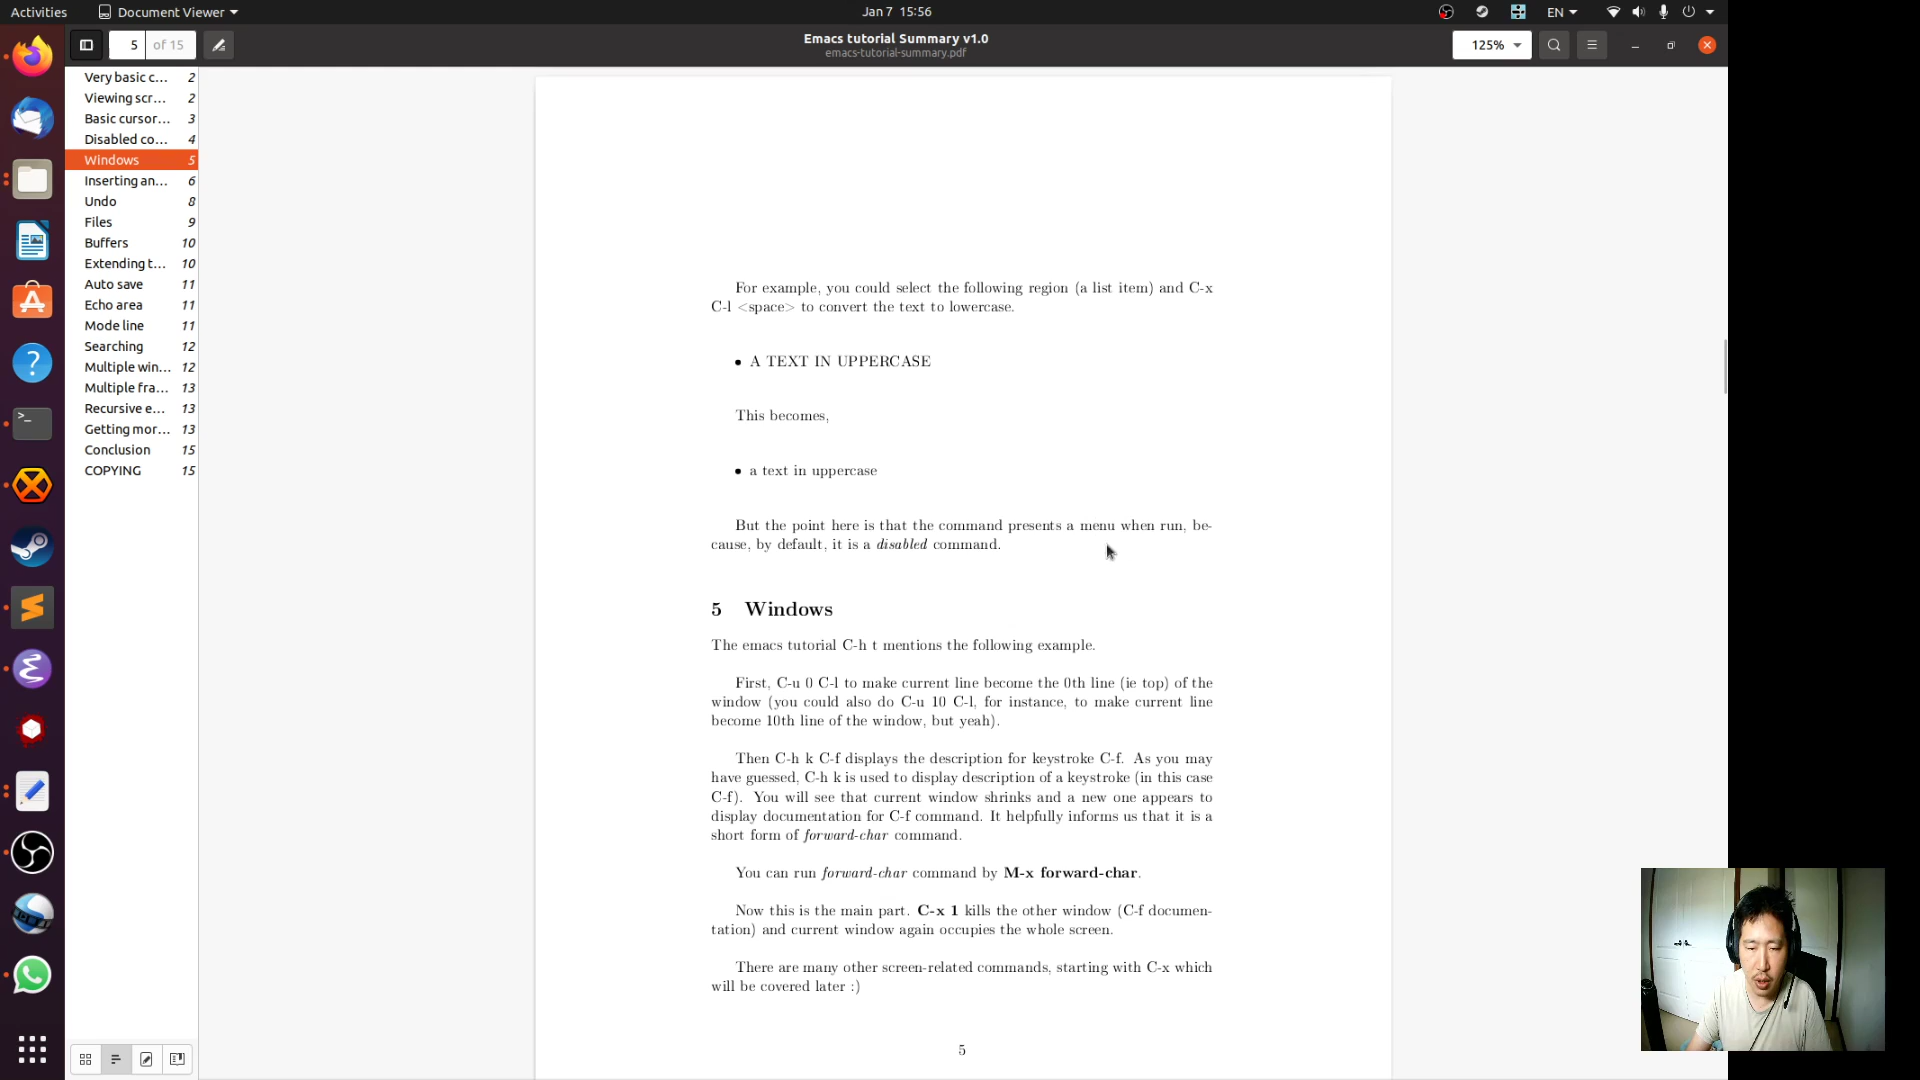 Activities
Document Viewer
Jan 7 15:56
EN
5 of 15
Emacs tutorial Summary v1.0
emacs-tutorial-summary.pdf
125%
Very basic c... 2
Viewing scr... 2
Basic cursor... 3
Disabled co... 4
Windows 5
Inserting an... 6
Undo 8
Files 9
Buffers 10
Extending t... 10
Auto save 11
Echo area 11
Mode line 11
Searching 12
Multiple win... 12
Multiple fra... 13
Recursive e... 13
Getting mor... 13
Conclusion 15
COPYING 15
For example, you could select the following region (a list item) and C-x
C-l <space> to convert the text to lowercase.
• A TEXT IN UPPERCASE
This becomes,
• a text in uppercase
But the point here is that the command presents a menu when run, be-
cause, by default, it is a disabled command.
5 Windows
The emacs tutorial C-h t mentions the following example.
First, C-u 0 C-l to make current line become the 0th line (ie top) of the
window (you could also do C-u 10 C-l, for instance, to make current line
become 10th line of the window, but yeah).
Then C-h k C-f displays the description for keystroke C-f. As you may
have guessed, C-h k is used to display description of a keystroke (in this case
C-f). You will see that current window shrinks and a new one appears to
display documentation for C-f command. It helpfully informs us that it is a
short form of forward-char command.
You can run forward-char command by M-x forward-char.
Now this is the main part. C-x 1 kills the other window (C-f documen-
tation) and current window again occupies the whole screen.
There are many other screen-related commands, starting with C-x which
will be covered later :)
5